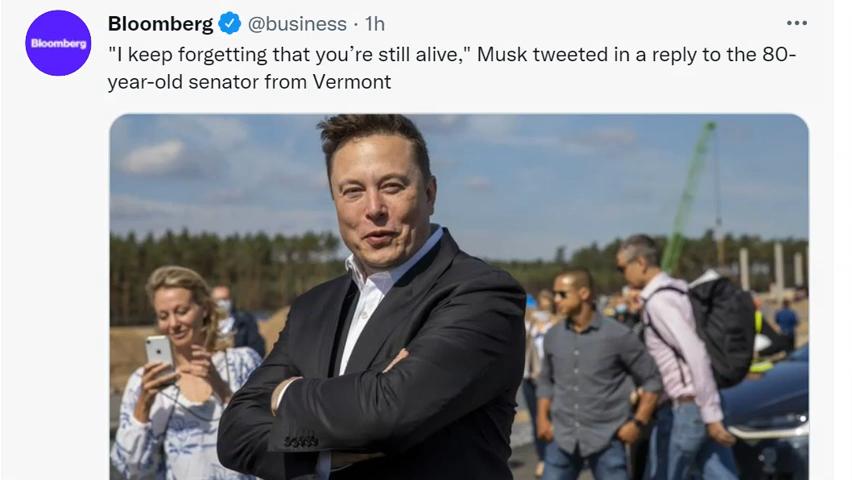 Bloomberg
Bloomberg @business · 1h
"I keep forgetting that you’re still alive," Musk tweeted in a reply to the 80-
year-old senator from Vermont